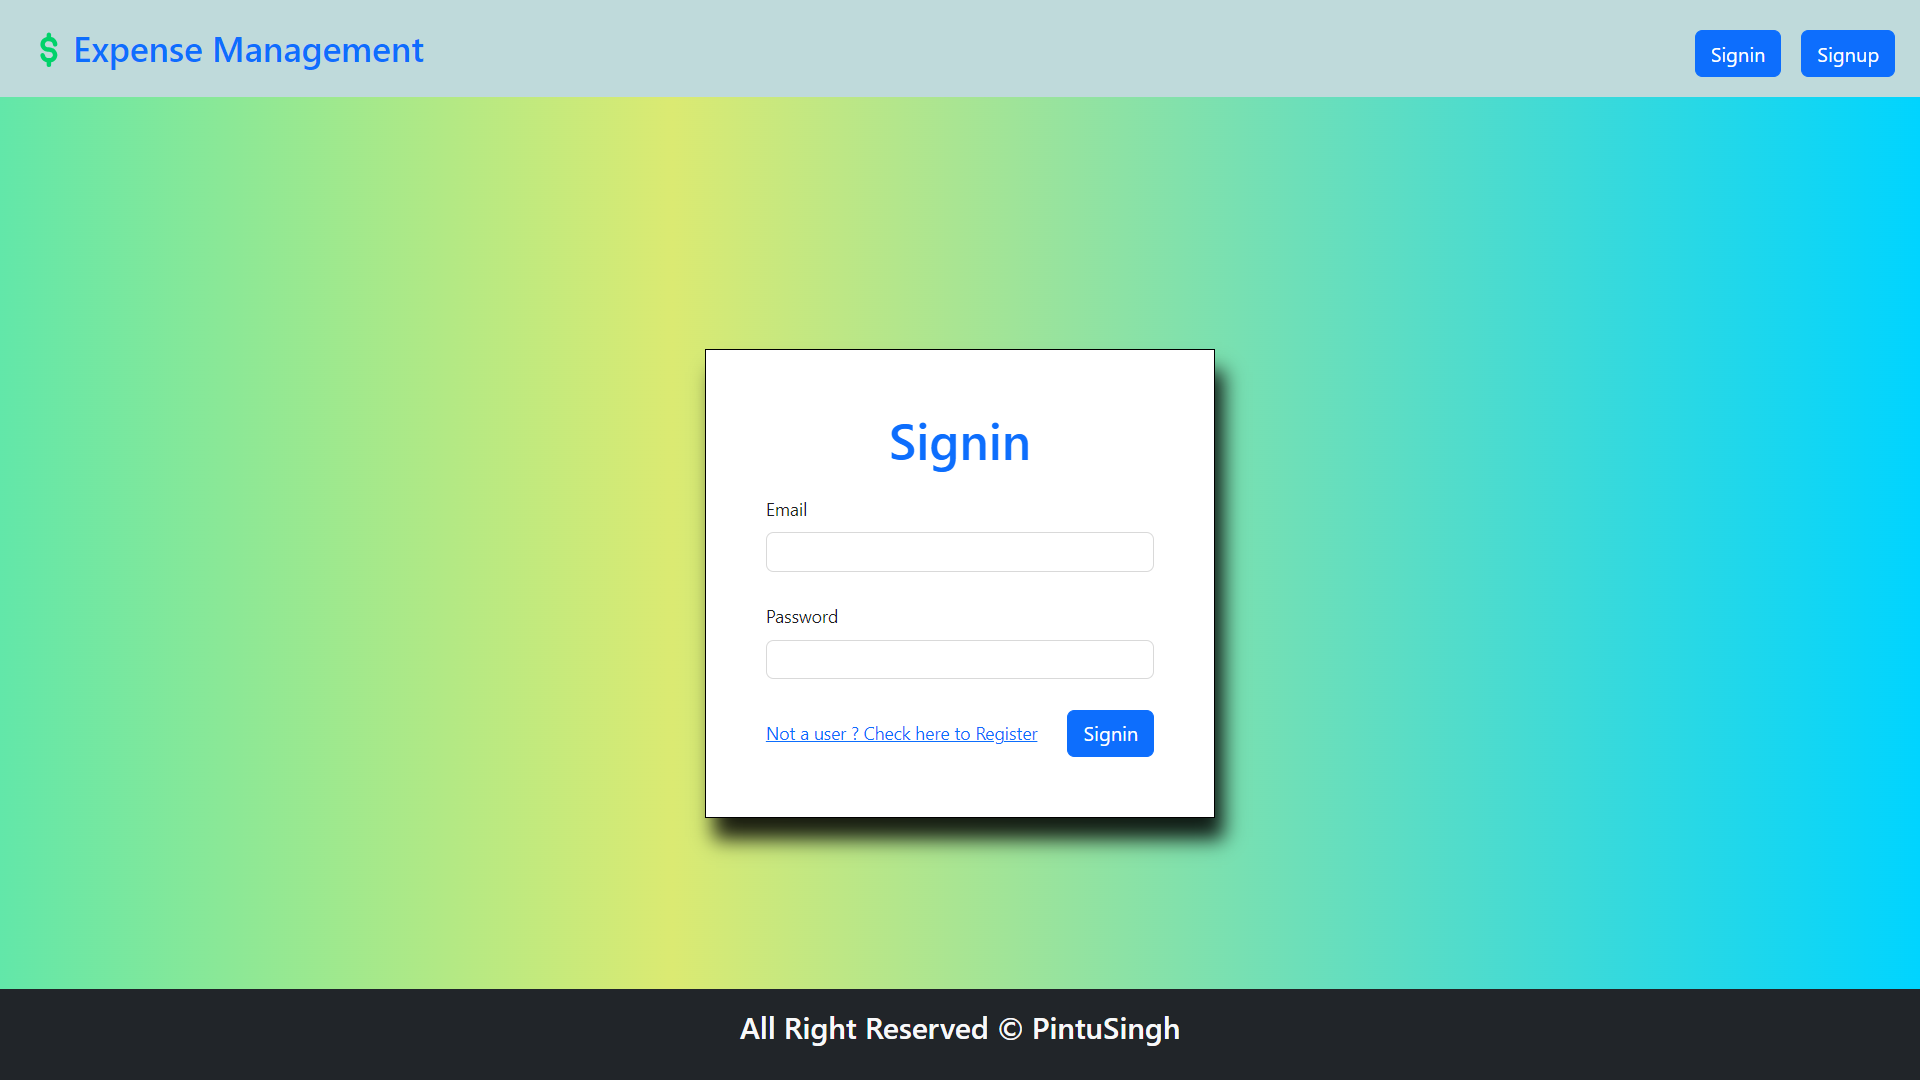 $ Expense Management
Signin
Signup
Signin
Email
Password
Not a user ? Check here to Register
Signin
All Right Reserved © PintuSingh